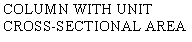 COLUMN WITH UNIT
CROSS-SECTIONAL AREA